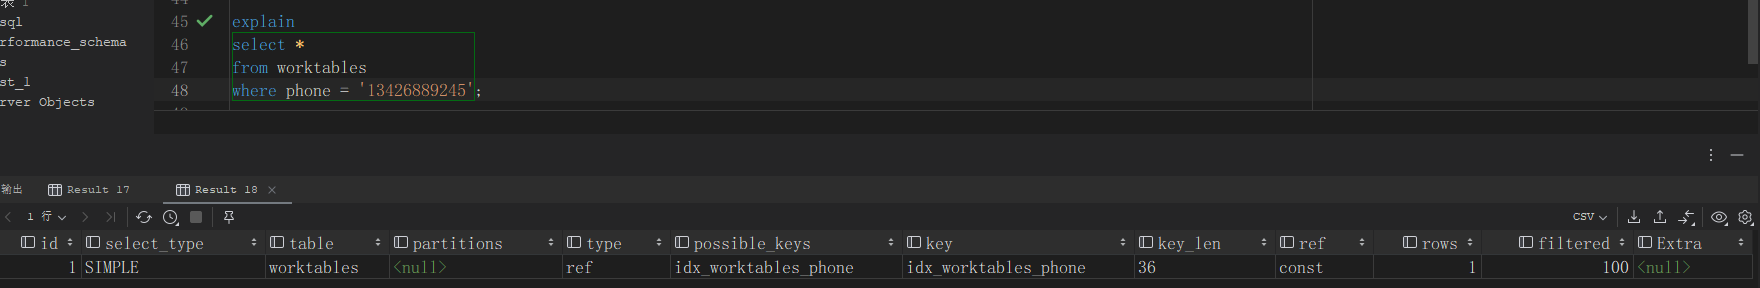 表 1
sql
rformance_schema
s
st_l
rver Objects
44
45 explain
46 select *
47 from worktables
48 where phone = '13426889245';
输出 Result 17 Result 18
1 行 CSV
id select_type table partitions type possible_keys key key_len ref rows filtered Extra
1 SIMPLE worktables <null> ref idx_worktables_phone idx_worktables_phone 36 const 1 100 <null>